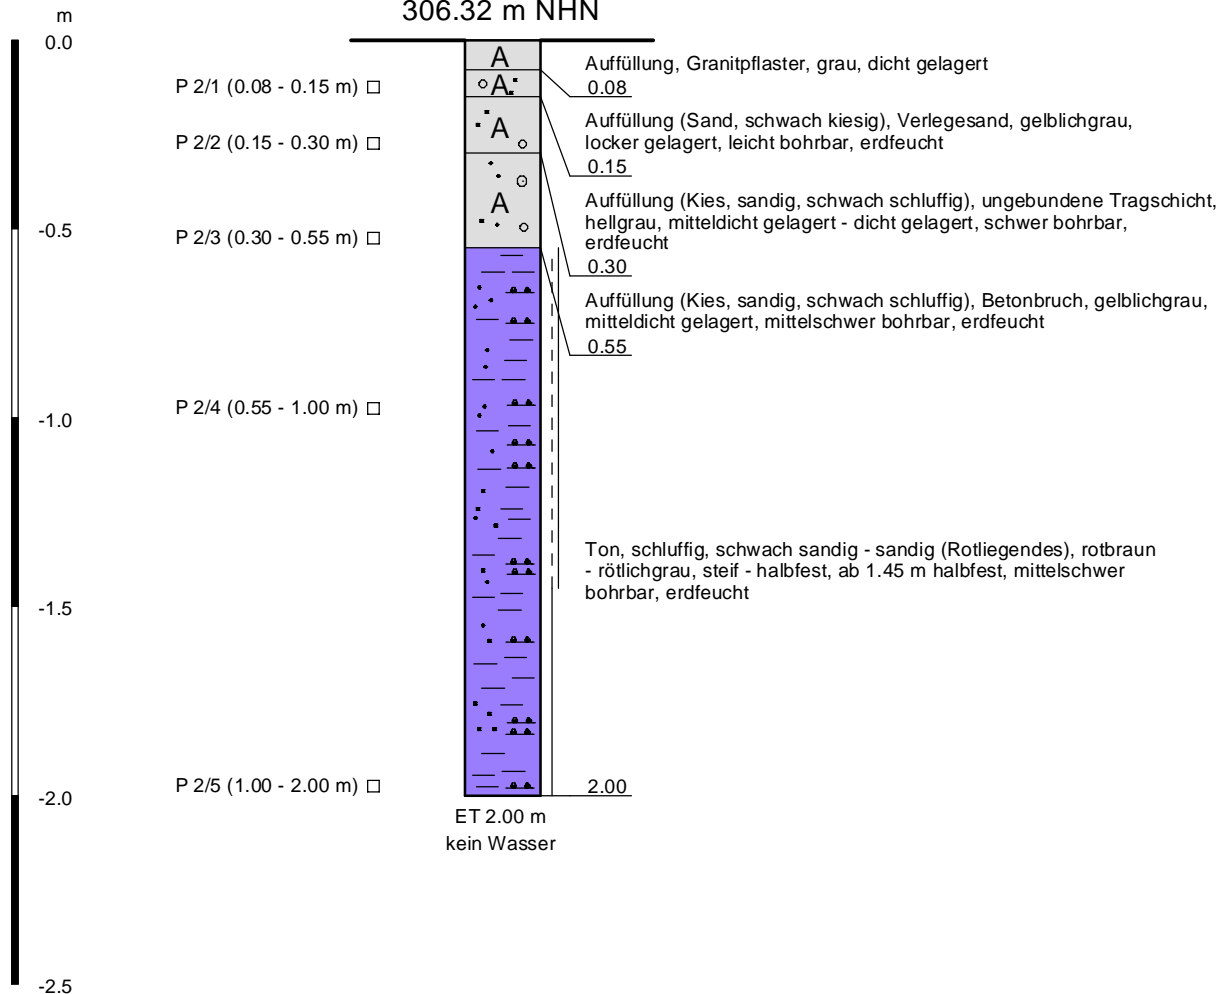 306.32 m NHN
m
0.0
-0.5
-1.0
-1.5
-2.0
-2.5
P 2/1 (0.08 - 0.15 m)
P 2/2 (0.15 - 0.30 m)
P 2/3 (0.30 - 0.55 m)
P 2/4 (0.55 - 1.00 m)
P 2/5 (1.00 - 2.00 m)
A
A
A
A
Auffüllung, Granitpflaster, grau, dicht gelagert
0.08
Auffüllung (Sand, schwach kiesig), Verlegesand, gelblichgrau,
locker gelagert, leicht bohrbar, erdfeucht
0.15
Auffüllung (Kies, sandig, schwach schluffig), ungebundene Tragschicht,
hellgrau, mitteldicht gelagert - dicht gelagert, schwer bohrbar,
erdfeucht
0.30
Auffüllung (Kies, sandig, schwach schluffig), Betonbruch, gelblichgrau,
mitteldicht gelagert, mittelschwer bohrbar, erdfeucht
0.55
Ton, schluffig, schwach sandig - sandig (Rotliegendes), rotbraun
- rötlichgrau, steif - halbfest, ab 1.45 m halbfest, mittelschwer
bohrbar, erdfeucht
2.00
ET 2.00 m
kein Wasser